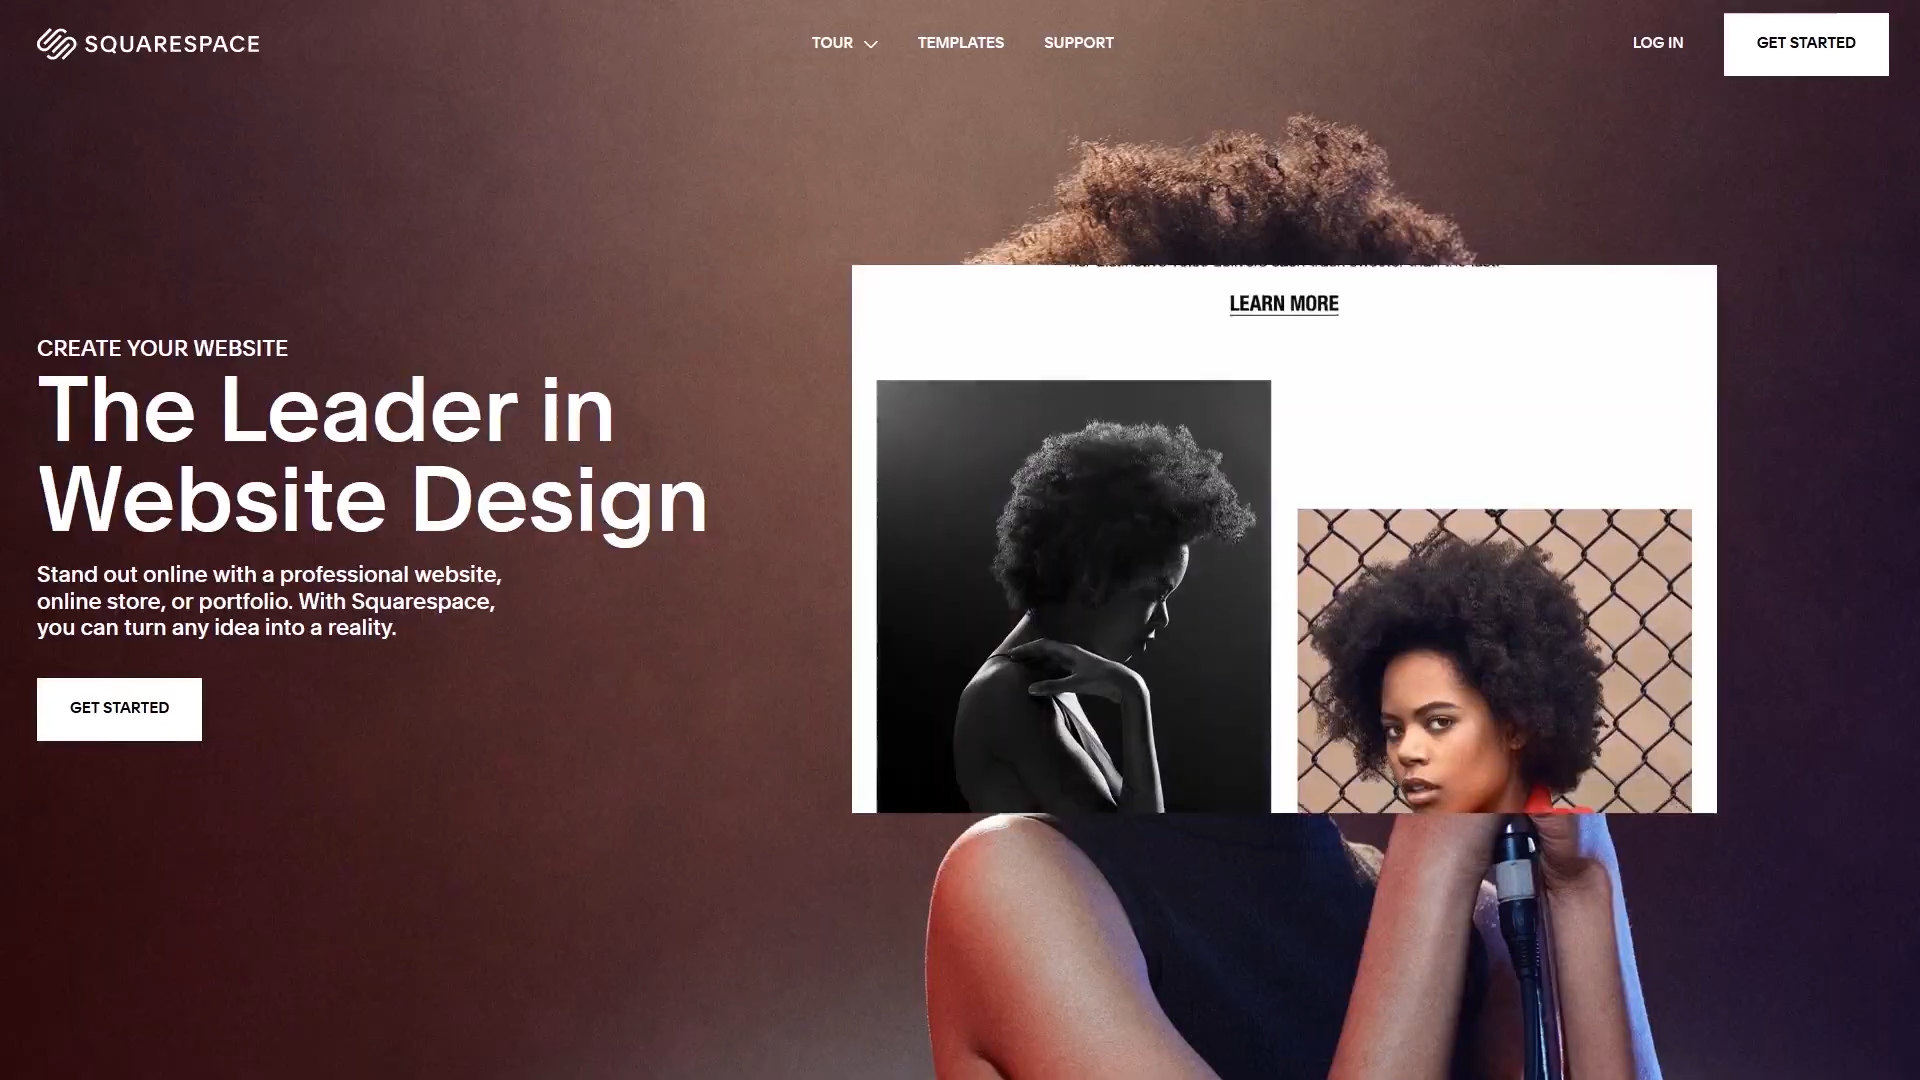 SQUARESPACE
TOUR
TEMPLATES
SUPPORT
LOG IN
GET STARTED
CREATE YOUR WEBSITE
The Leader in
Website Design
Stand out online with a professional website,
online store, or portfolio. With Squarespace,
you can turn any idea into a reality.
GET STARTED
LEARN MORE